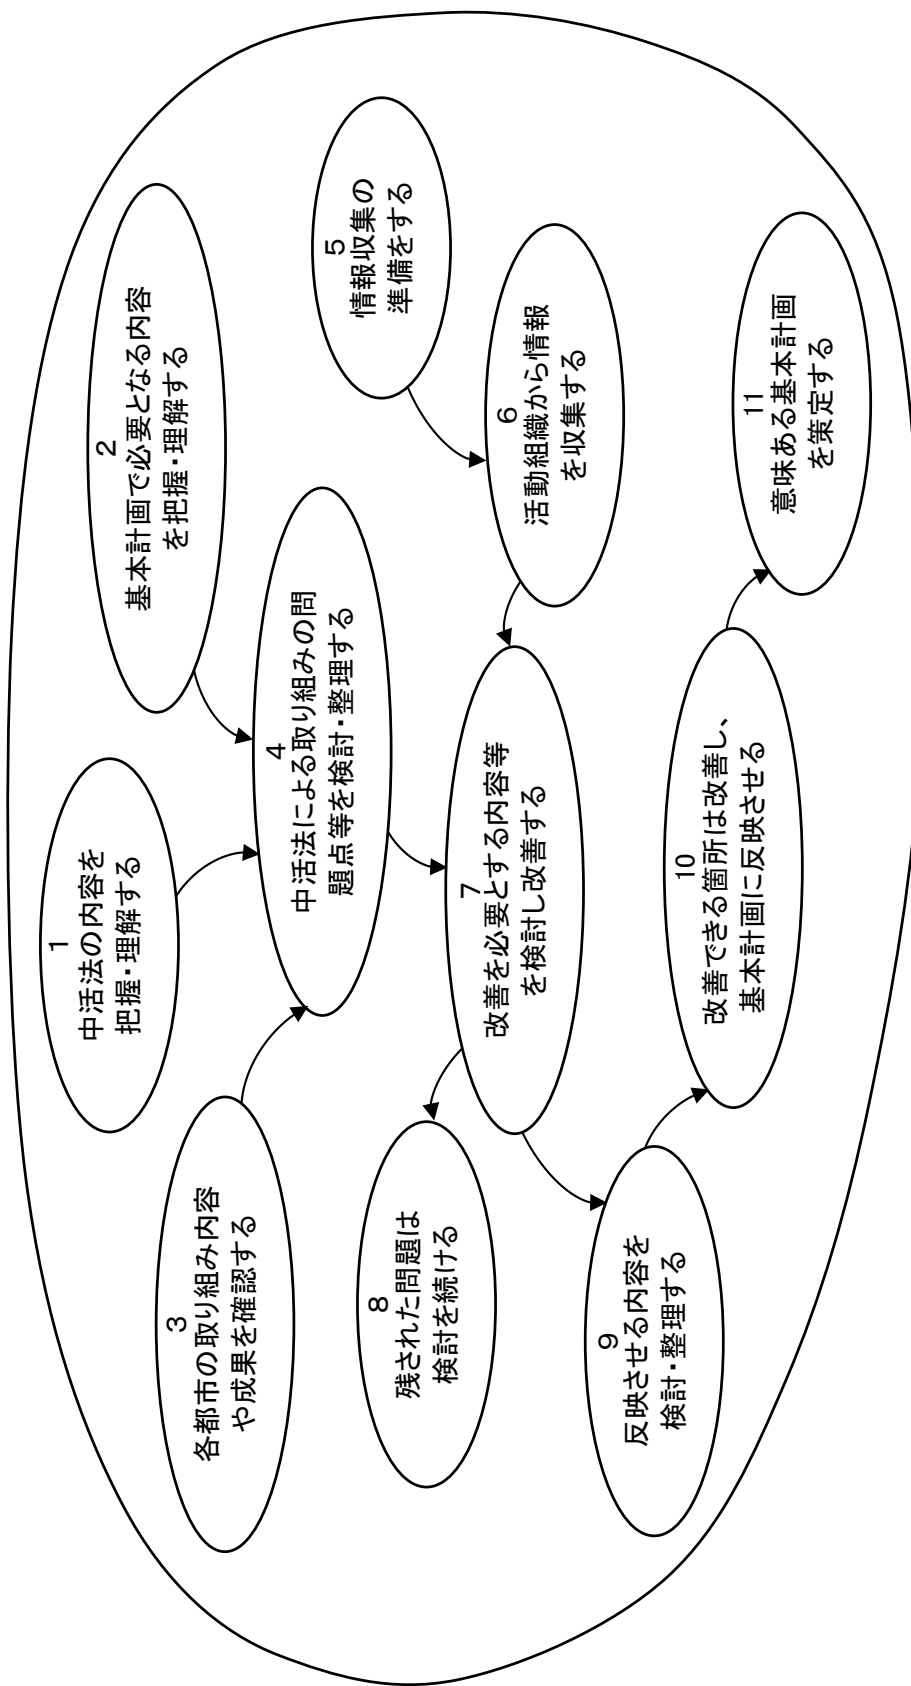 1
中活法の内容を
把握・理解する
2
基本計画で必要となる内容
を把握・理解する
3
各都市の取り組み内容
や成果を確認する
4
中活法による取り組みの問
題点等を検討・整理する
5
情報収集の
準備をする
6
活動組織から情報
を収集する
7
改善を必要とする内容等
を検討し改善する
8
残された問題は
検討を続ける
9
反映させる内容を
検討・整理する
10
改善できる箇所は改善し、
基本計画に反映させる
11
意味ある基本計画
を策定する